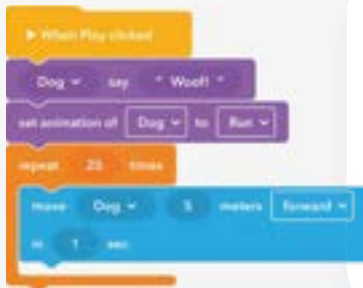 When Play clicked
Dog say " Woof! "
set animation of Dog to Run
repeat 25 times
move Dog 5 meters forward
in 1 sec